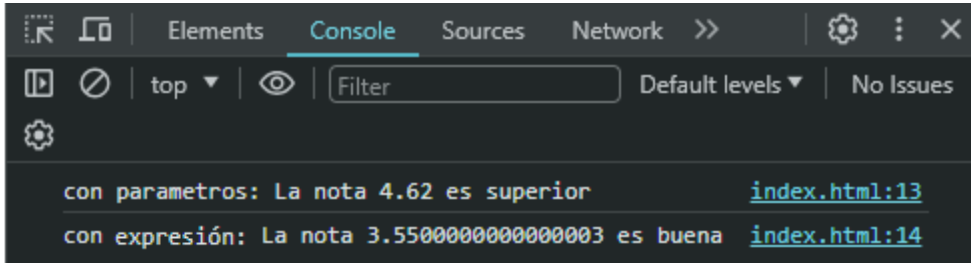 Elements Console Sources Network
top Filter Default levels No Issues
con parametros: La nota 4.62 es superior index.html:13
con expresión: La nota 3.5500000000000003 es buena index.html:14